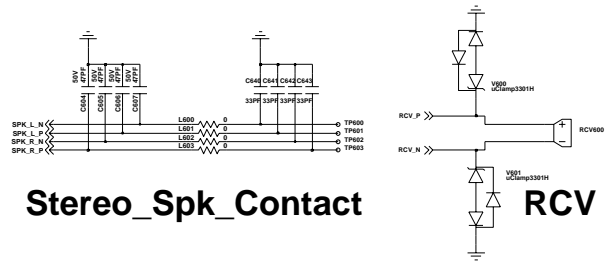 50V
47PF
50V
47PF
50V
47PF
50V
47PF
C604
C605
C606
C607
C640 C641 C642 C643
33PF 33PF 33PF 33PF
SPK_L_N L600 0 TP600
SPK_L_P L601 0 TP601
SPK_R_N L602 0 TP602
SPK_R_P L603 0 TP603
Stereo_Spk_Contact
V600
uClamp3301H
RCV_P
+
-
RCV600
RCV_N
V601
uClamp3301H
RCV